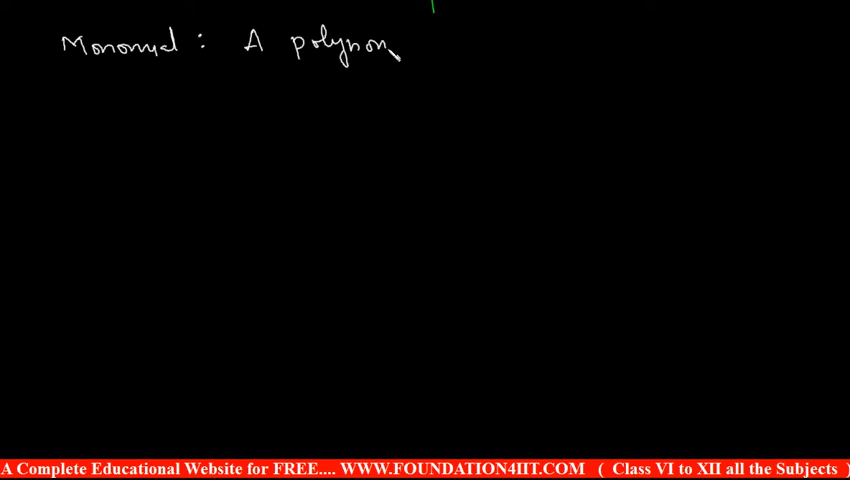 Monomial : A polynom
A Complete Educational Website for FREE.... WWW.FOUNDATION4IIT.COM ( Class VI to XII all the Subjects )